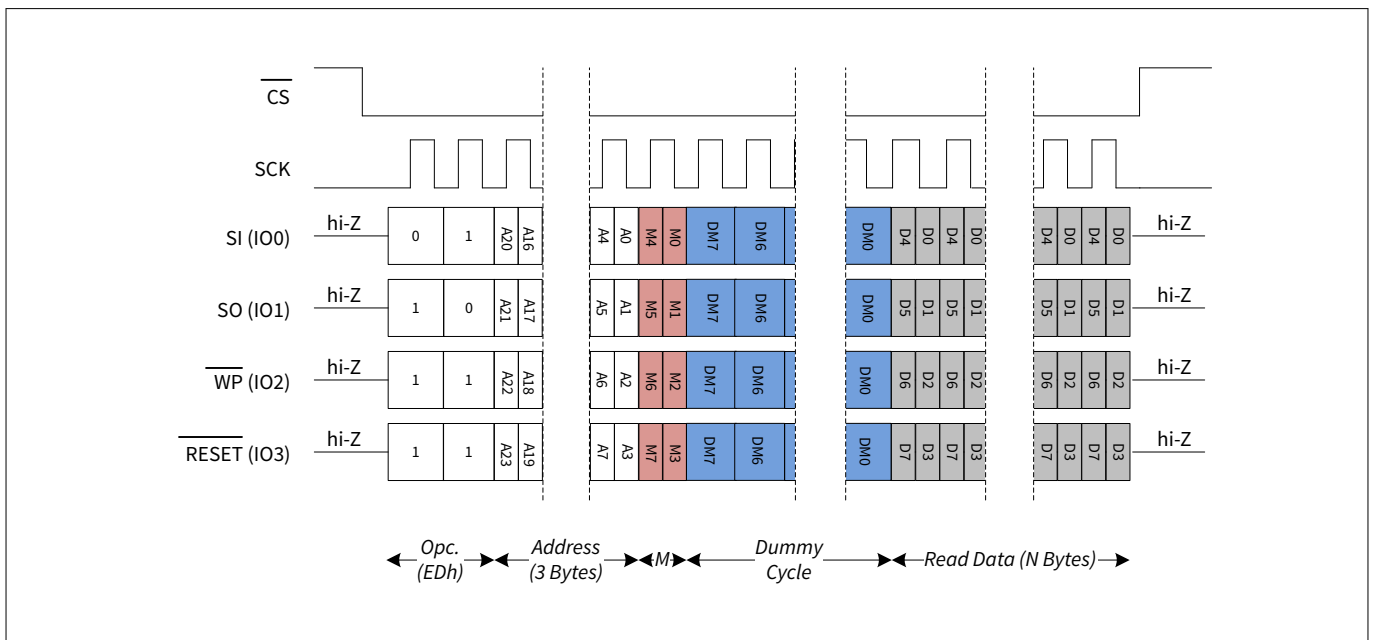 CS
SCK
SI (IO0) hi-Z 0 1 A20 A16 A4 A0 M4 M0 DM7 DM6 DM0 D4 D0 D4 D0 D4 D0 D4 D0 hi-Z
SO (IO1) hi-Z 1 0 A21 A17 A5 A1 M5 M1 DM7 DM6 DM0 D5 D1 D5 D1 D5 D1 D5 D1 hi-Z
WP (IO2) hi-Z 1 1 A22 A18 A6 A2 M6 M2 DM7 DM6 DM0 D6 D2 D6 D2 D6 D2 D6 D2 hi-Z
RESET (IO3) hi-Z 1 1 A23 A19 A7 A3 M7 M3 DM7 DM6 DM0 D7 D3 D7 D3 D7 D3 D7 D3 hi-Z
Opc. Address M Dummy Read Data (N Bytes)
(EDh) (3 Bytes) Cycle